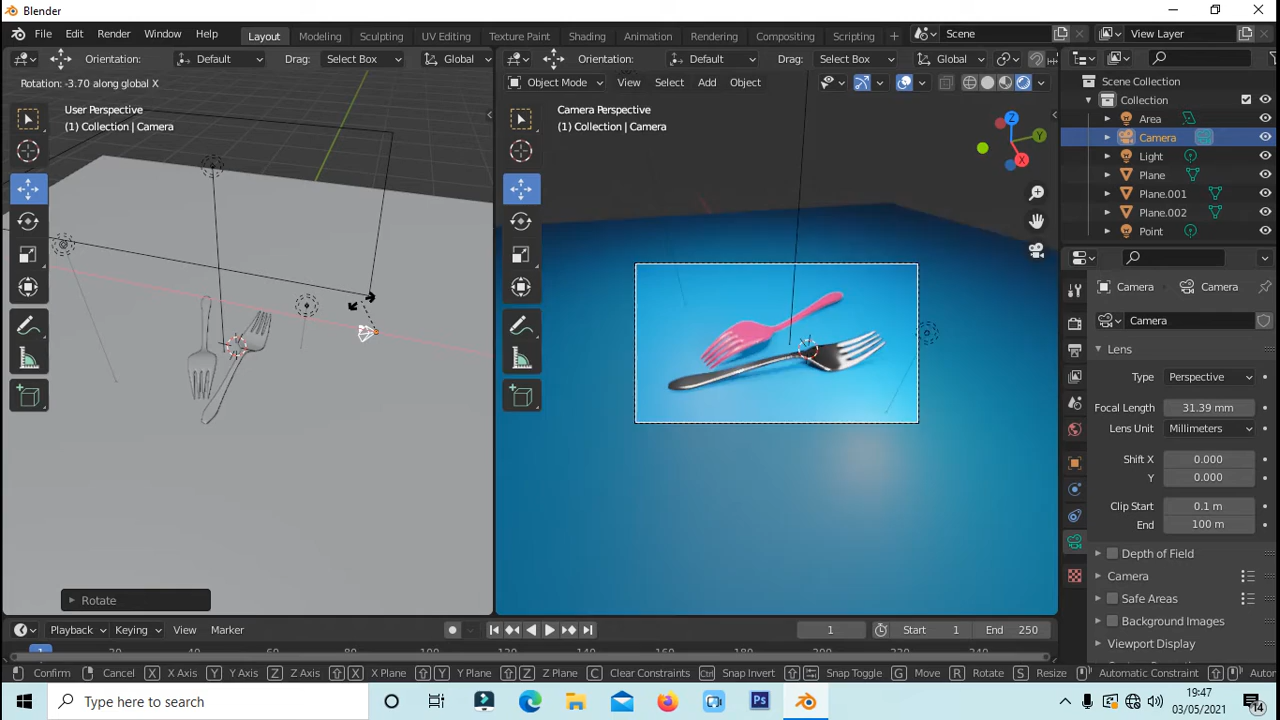 Blender
File Edit Render Window Help Layout Modeling Sculpting UV Editing Texture Paint Shading Animation Rendering Compositing Scripting + Scene View Layer
Orientation: Default Drag: Select Box Global
Orientation: Default Drag: Select Box Global
Rotation: -3.70 along global X
Object Mode View Select Add Object
User Perspective
(1) Collection | Camera
Camera Perspective
(1) Collection | Camera
Z
Y
X
Scene Collection
Collection
Area
Camera
Light
Plane
Plane.001
Plane.002
Point
Camera Camera
Camera
Lens
Type Perspective
Focal Length 31.39 mm
Lens Unit Millimeters
Shift X 0.000
Y 0.000
Clip Start 0.1 m
End 100 m
Depth of Field
Camera
Safe Areas
Background Images
Viewport Display
Rotate
Playback Keying View Marker 1 Start 1 End 250
Confirm Cancel X X Axis Y Y Axis Z Z Axis X X Plane Y Y Plane Z Z Plane C Clear Constraints Ctrl Snap Invert Snap Toggle G Move R Rotate S Resize Automatic Constraint Auto
Type here to search
Ps
19:47
03/05/2021
14